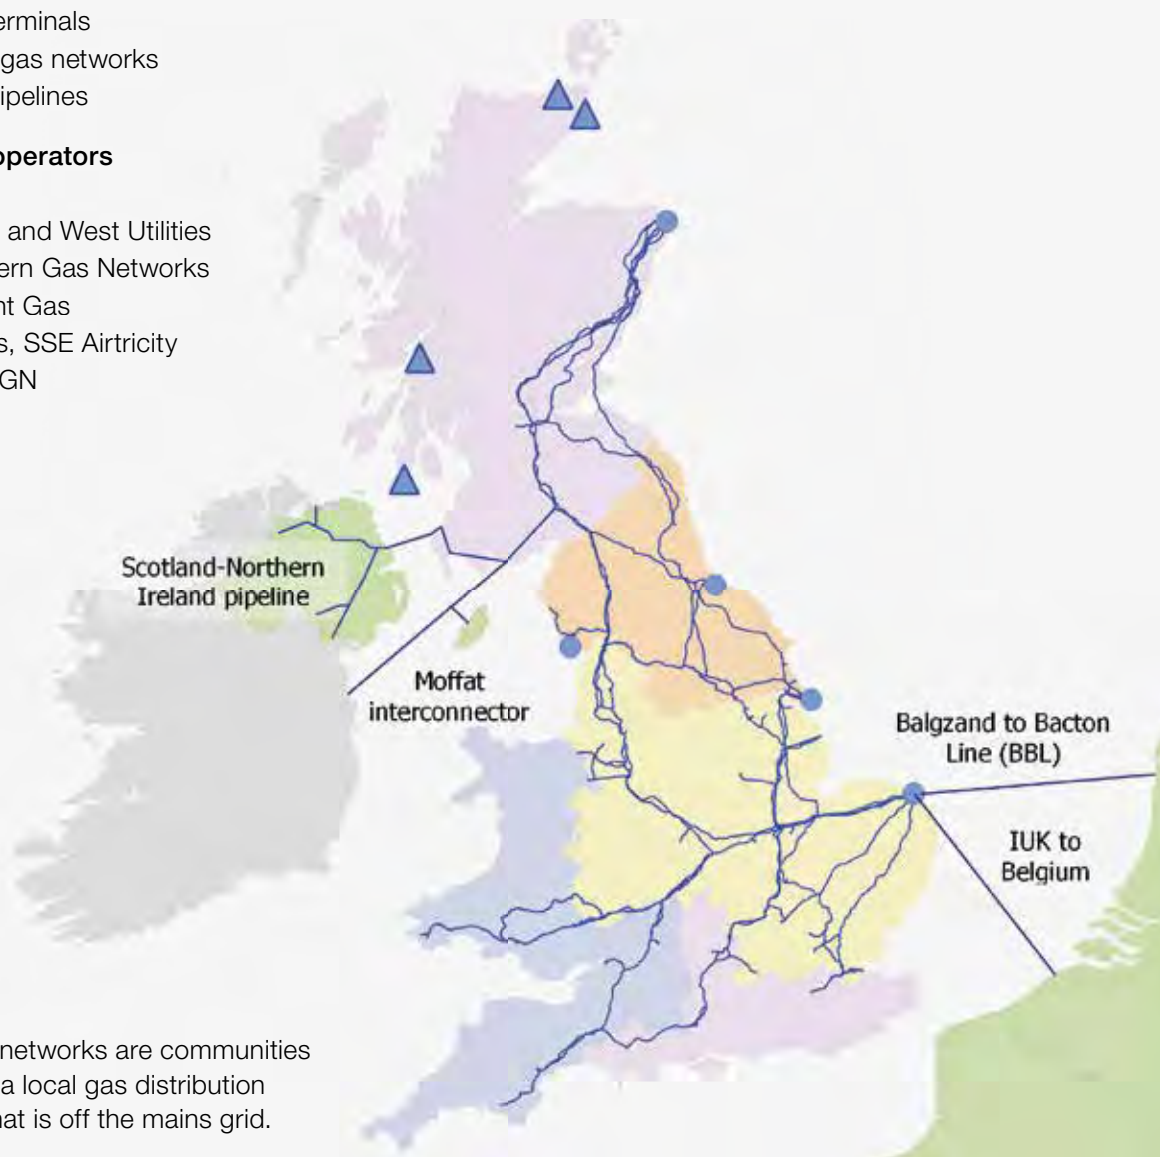 erminals
gas networks
ipelines
operators
and West Utilities
ern Gas Networks
nt Gas
s, SSE Airtricity
GN
Scotland-Northern
Ireland pipeline
Moffat
interconnector
Balgzand to Bacton
Line (BBL)
IUK to
Belgium
networks are communities
a local gas distribution
hat is off the mains grid.